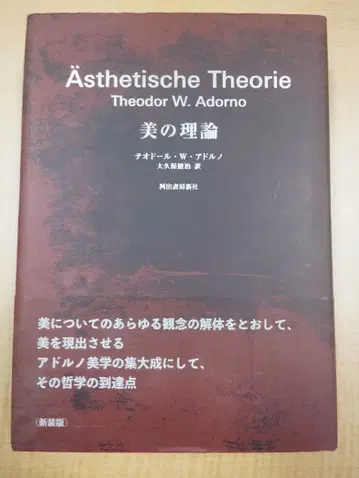 Ästhetische Theorie
Theodor W. Adorno
美の理論
テオドール・W・アドルノ
大久保健治 訳
河出書房新社
美についてのあらゆる観念の解体をとおして、
美を現出させる
アドルノ美学の集大成にして、
その哲学の到達点
（新装版）